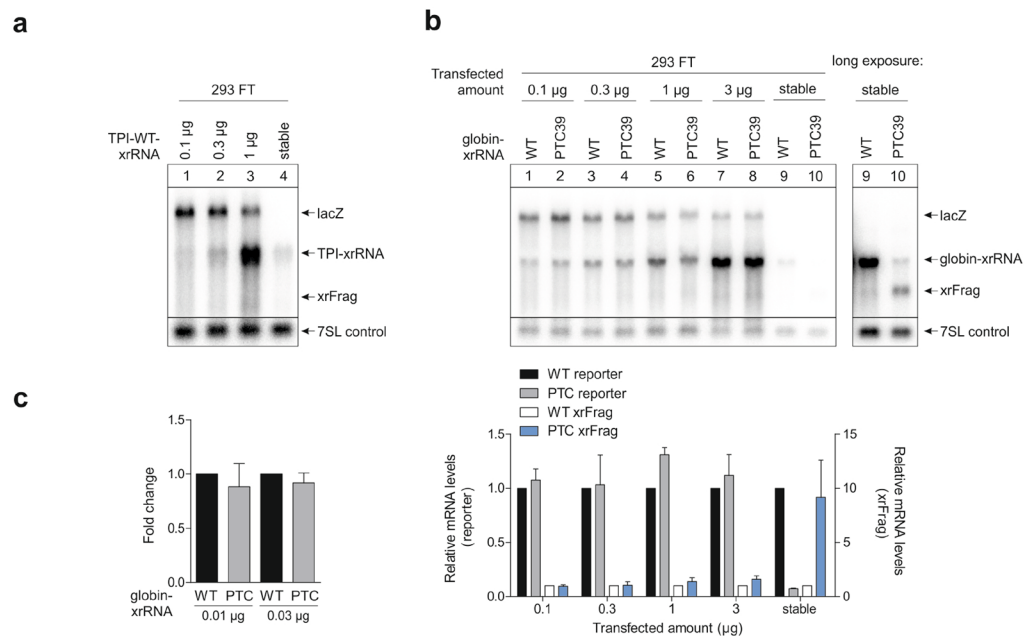 a
293 FT
TPI-WT-xrRNA
0.1 µg
0.3 µg
1 µg
stable
1 2 3 4
lacZ
TPI-xrRNA
xrFrag
7SL control
b
293 FT
long exposure:
Transfected amount
0.1 µg 0.3 µg 1 µg 3 µg stable
stable
globin-xrRNA
WT PTC39 WT PTC39 WT PTC39 WT PTC39 WT PTC39
WT PTC39
1 2 3 4 5 6 7 8 9 10
9 10
lacZ
globin-xrRNA
xrFrag
7SL control
WT reporter
PTC reporter
WT xrFrag
PTC xrFrag
Relative mRNA levels (reporter)
1.5
1.0
0.5
0.0
15
10
5
0
Relative mRNA levels (xrFrag)
0.1 0.3 1 3 stable
Transfected amount (µg)
c
Fold change
1.5
1.0
0.5
0.0
globin-xrRNA
WT PTC WT PTC
0.01 µg 0.03 µg